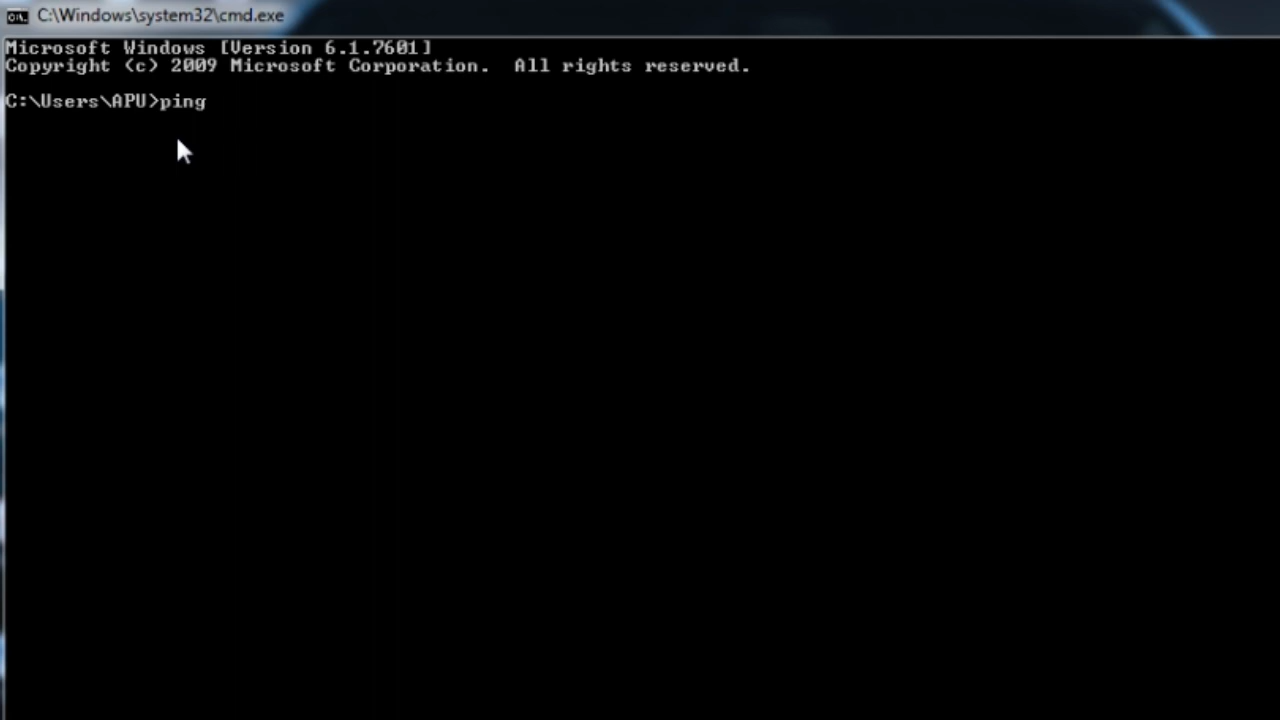 C:\Windows\system32\cmd.exe
Microsoft Windows [Version 6.1.7601]
Copyright (c) 2009 Microsoft Corporation.  All rights reserved.
C:\Users\APU>ping